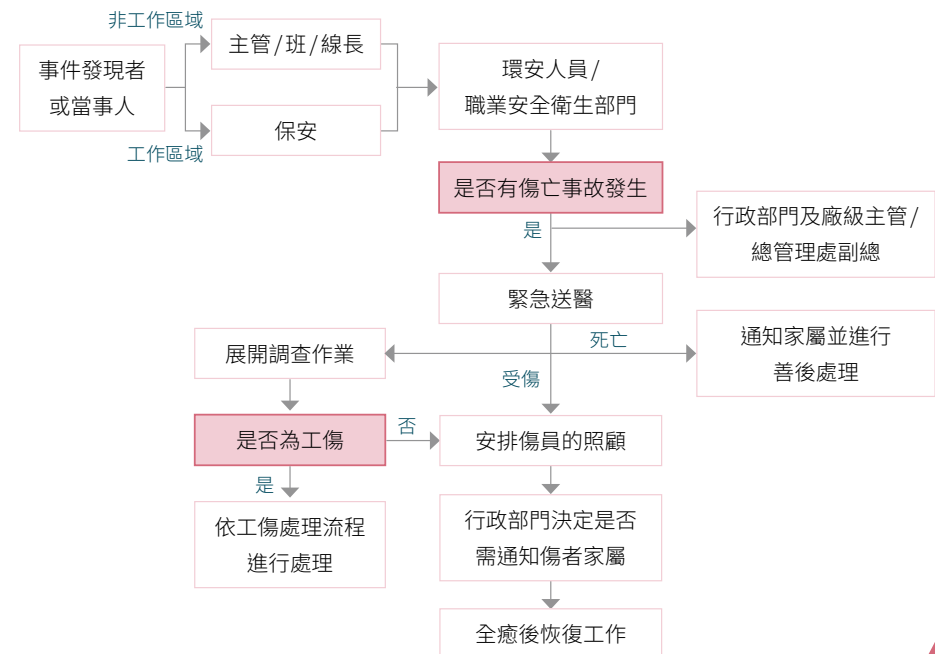 非工作區域
主管/班/線長
事件發現者
或當事人
保安
工作區域
環安人員/
職業安全衛生部門
是否有傷亡事故發生
是
行政部門及廠級主管/
總管理處副總
緊急送醫
死亡
通知家屬並進行
善後處理
展開調查作業
受傷
是否為工傷
否
安排傷員的照顧
是
依工傷處理流程
進行處理
行政部門決定是否
需通知傷者家屬
全癒後恢復工作